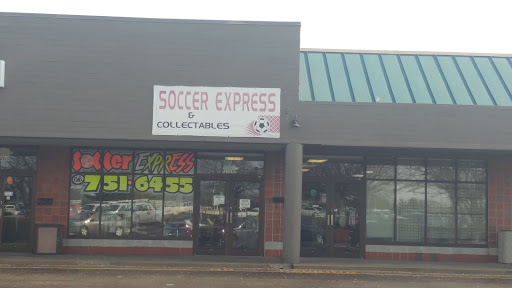 SOCCER EXPRESS
&
COLLECTABLES
Soccer EXPRESS
751-6455